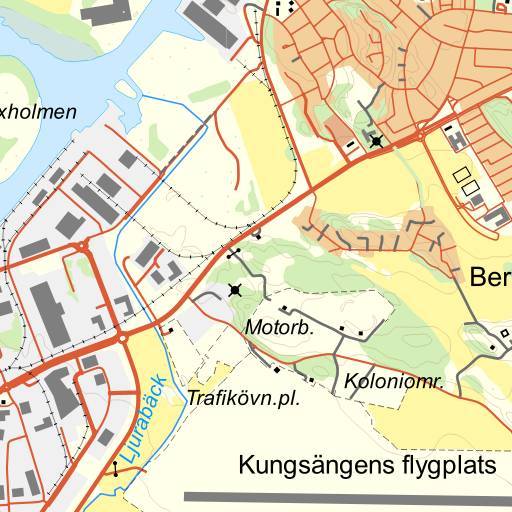 xholmen
Ber
Motorb.
Koloniomr.
Trafikövn.pl.
Ljurabäck
Kungsängens flygplats